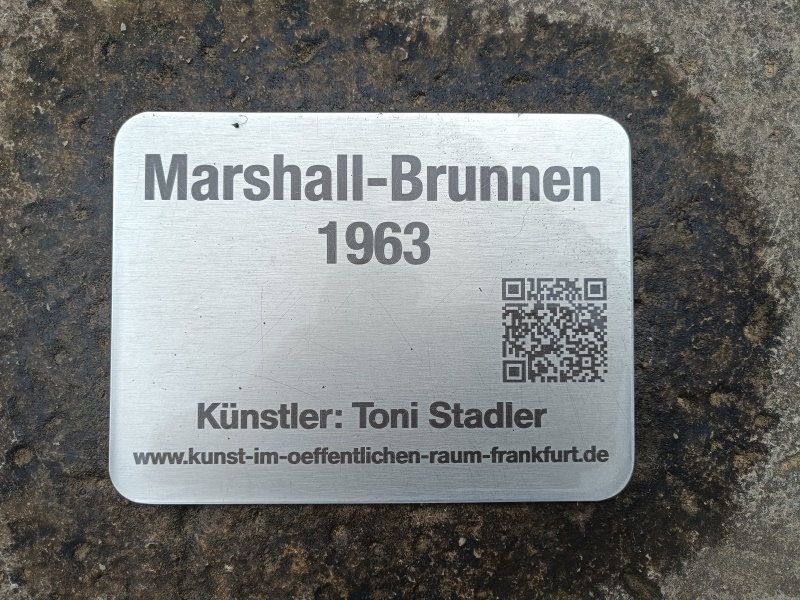 Marshall-Brunnen
1963
Künstler: Toni Stadler
www.kunst-im-oeffentlichen-raum-frankfurt.de